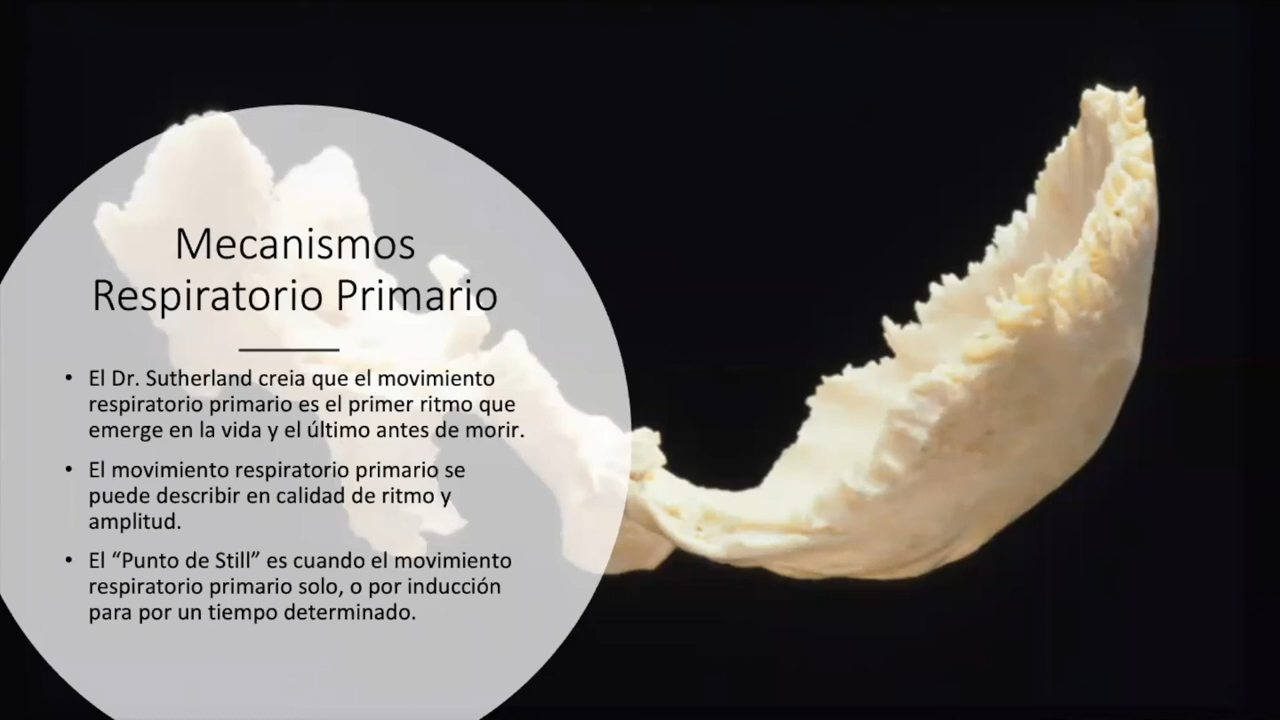 Mecanismos
Respiratorio Primario
• El Dr. Sutherland creia que el movimiento
respiratorio primario es el primer ritmo que
emerge en la vida y el último antes de morir.
• El movimiento respiratorio primario se
puede describir en calidad de ritmo y
amplitud.
• El “Punto de Still” es cuando el movimiento
respiratorio primario solo, o por inducción
para por un tiempo determinado.